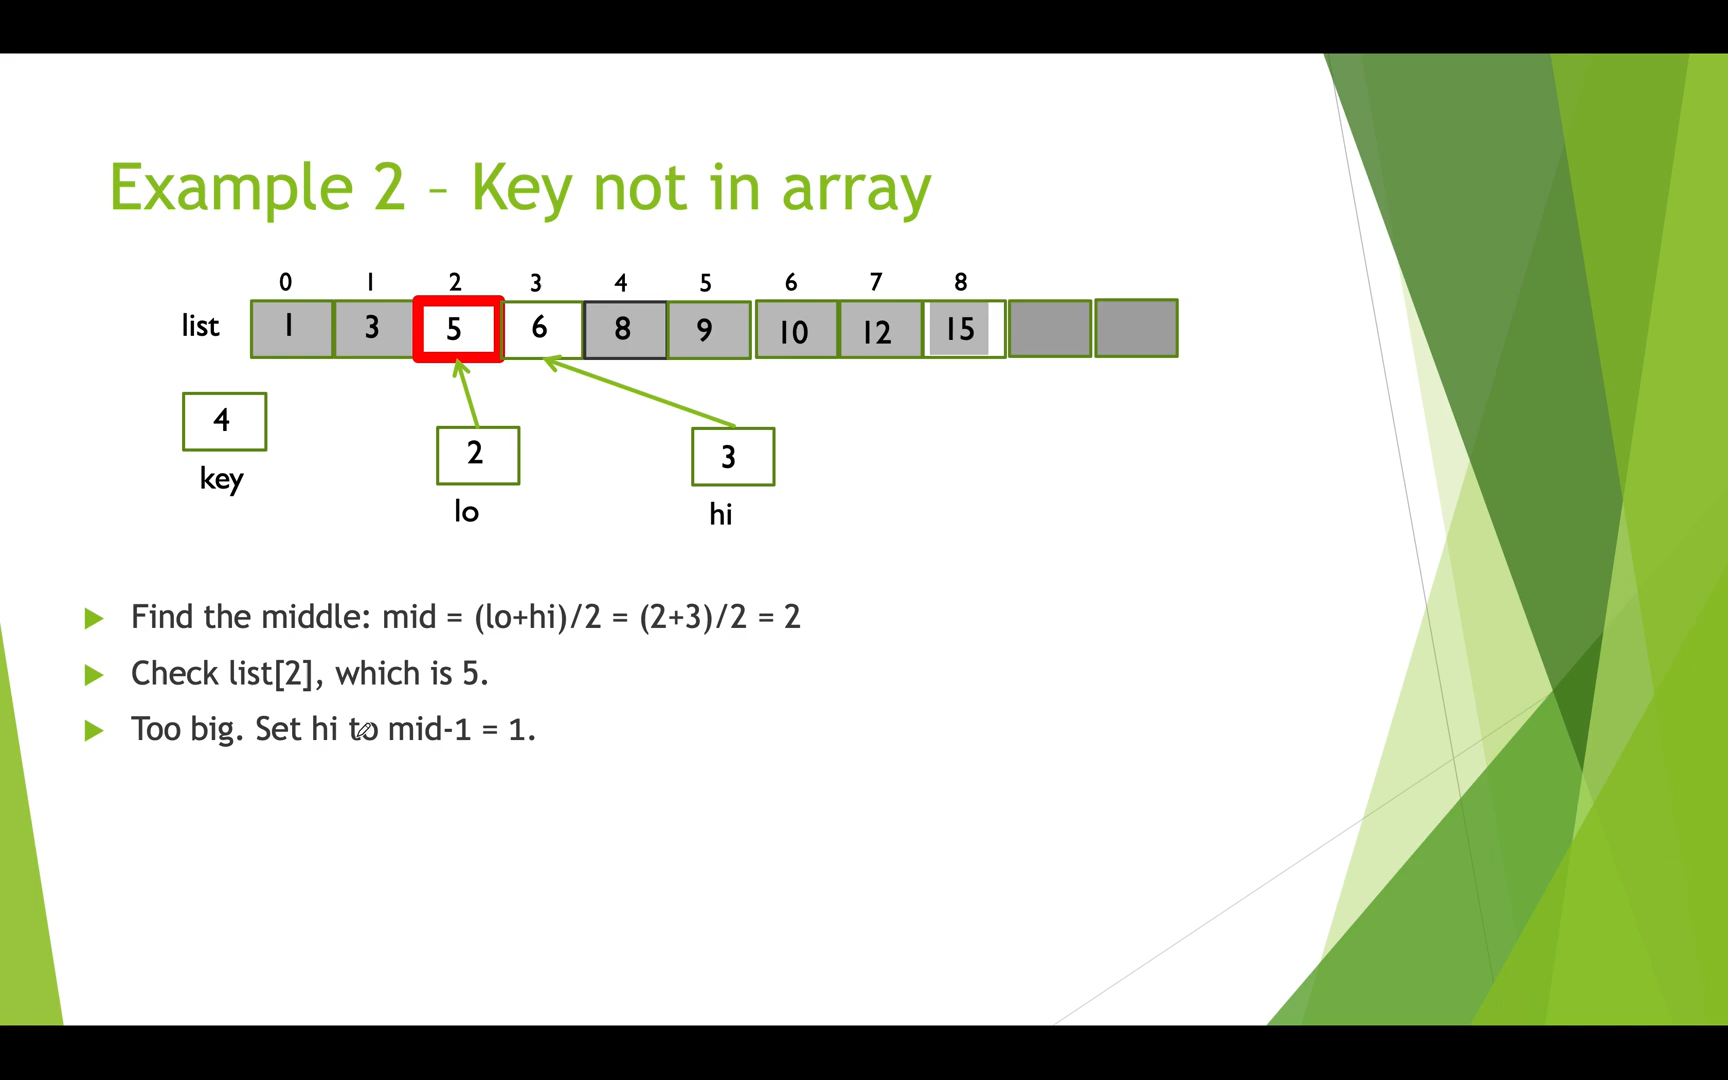 Example 2 – Key not in array
0 1 2 3 4 5 6 7 8
list 1 3 5 6 8 9 10 12 15
4 2 3
key lo hi
Find the middle: mid = (lo+hi)/2 = (2+3)/2 = 2
Check list[2], which is 5.
Too big. Set hi to mid-1 = 1.